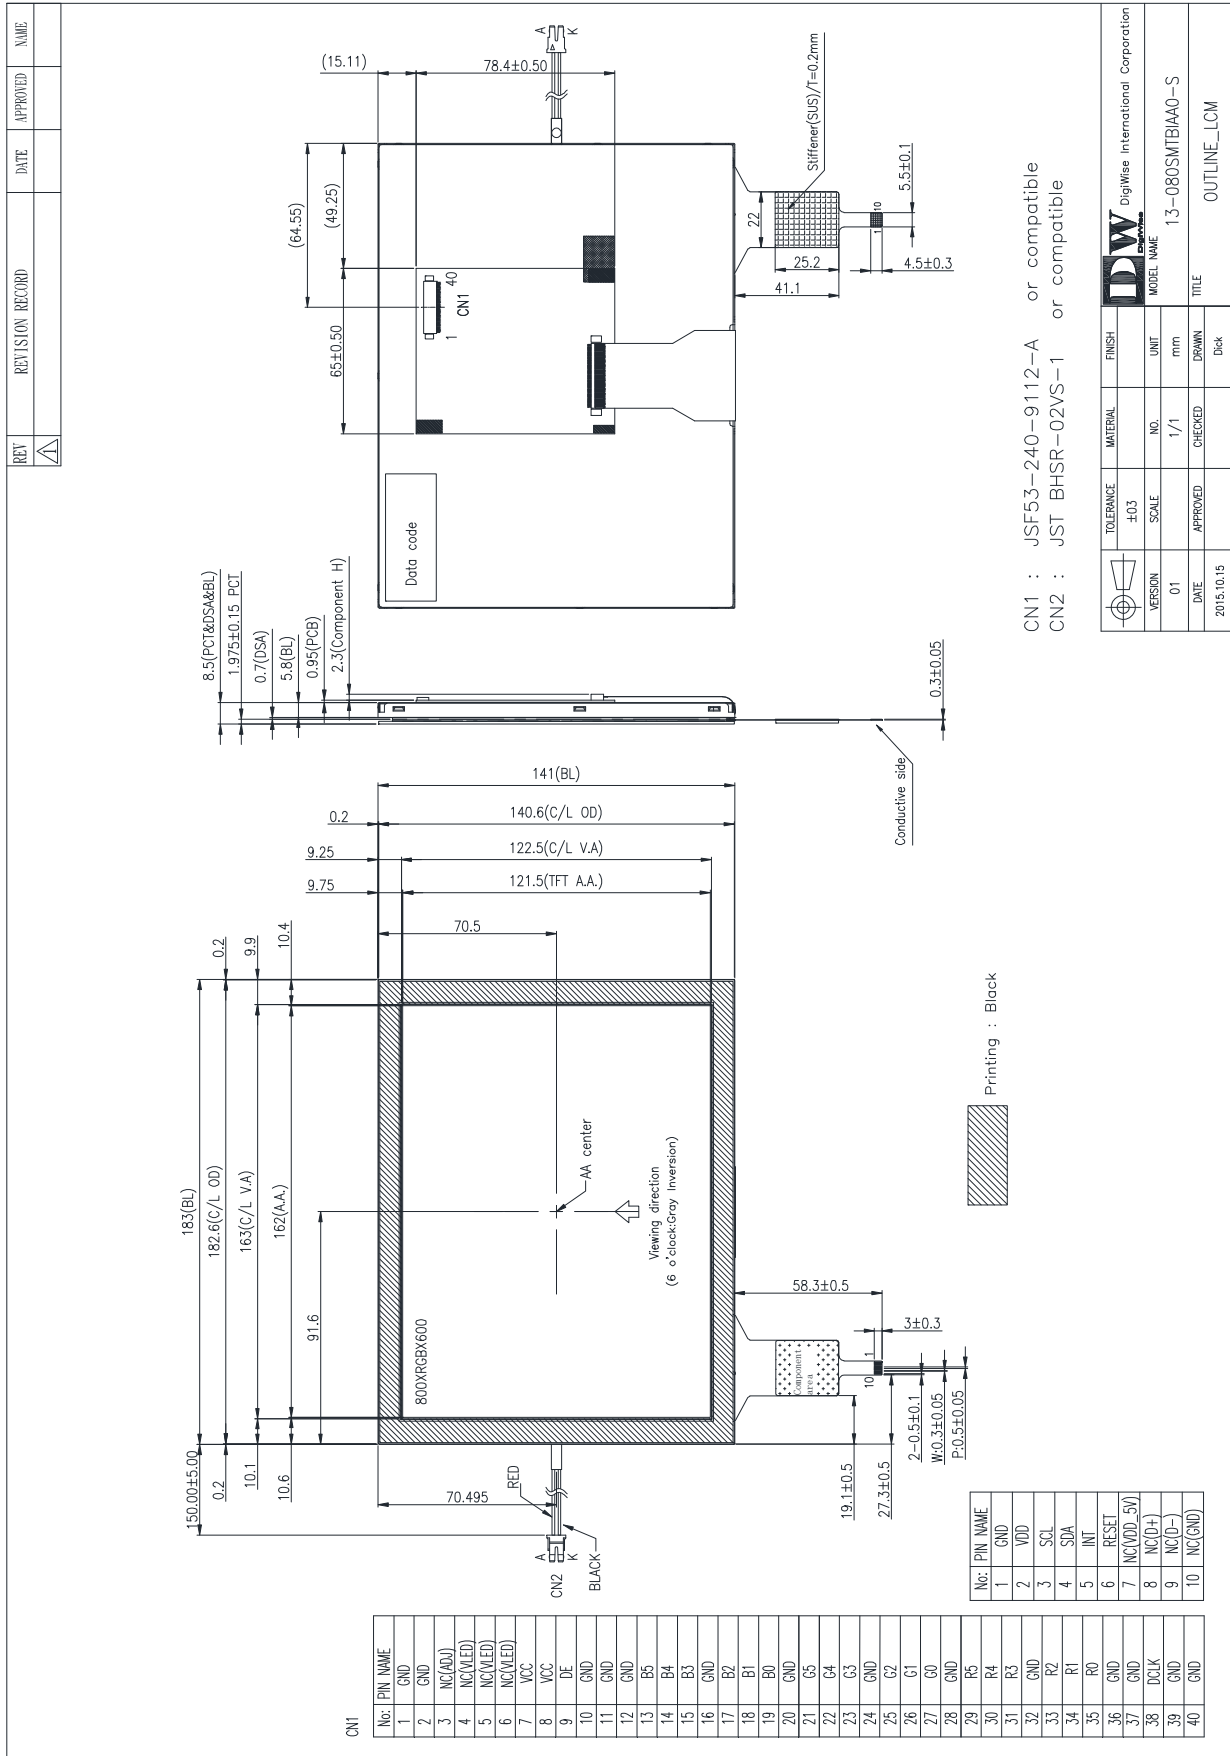 REV
REVISION RECORD
DATE
APPROVED
NAME
1
8.5(PCT&DSA&BL)
1.975±0.15 PCT
0.7(DSA)
5.8(BL)
0.95(PCB)
2.3(Component H)
0.3±0.05
Conductive side
(15.11)
78.4±0.50
(64.55)
(49.25)
65±0.50
1
40
CN1
Data code
A
K
22
25.2
41.1
Stiffener(SUS)/T=0.2mm
1
10
5.5±0.1
4.5±0.3
183(BL)
182.6(C/L OD)
163(C/L V.A)
162(A.A.)
91.6
0.2
9.9
10.4
150.00±5.00
0.2
10.1
10.6
141(BL)
140.6(C/L OD)
122.5(C/L V.A)
121.5(TFT A.A.)
70.5
0.2
9.25
9.75
70.495
RED
BLACK
A
K
CN2
800XRGBX600
AA center
Viewing direction
(6 o'clock:Gray Inversion)
Component
area
58.3±0.5
3±0.3
1
10
19.1±0.5
27.3±0.5
2-0.5±0.1
W:0.3±0.05
P:0.5±0.05
Printing : Black
CN1 : JSF53-240-9112-A or compatible
CN2 : JST BHSR-02VS-1 or compatible
CN1
No: PIN NAME
1 GND
2 GND
3 NC(ADJ)
4 NC(VLED)
5 NC(VLED)
6 NC(VLED)
7 VCC
8 VCC
9 DE
10 GND
11 GND
12 GND
13 B5
14 B4
15 B3
16 GND
17 B2
18 B1
19 B0
20 GND
21 G5
22 G4
23 G3
24 GND
25 G2
26 G1
27 G0
28 GND
29 R5
30 R4
31 R3
32 GND
33 R2
34 R1
35 R0
36 GND
37 GND
38 DCLK
39 GND
40 GND
No: PIN NAME
1 GND
2 VDD
3 SCL
4 SDA
5 INT
6 RESET
7 NC(VDD_5V)
8 NC(D+)
9 NC(D-)
10 NC(GND)
TOLERANCE
±03
MATERIAL
FINISH
DW
DigiWise
DigiWise International Corporation
VERSION
01
SCALE
NO.
1/1
UNIT
mm
MODEL NAME
13-080SMTBIAA0-S
DATE
2015.10.15
APPROVED
CHECKED
DRAWN
Dick
TITLE
OUTLINE_LCM